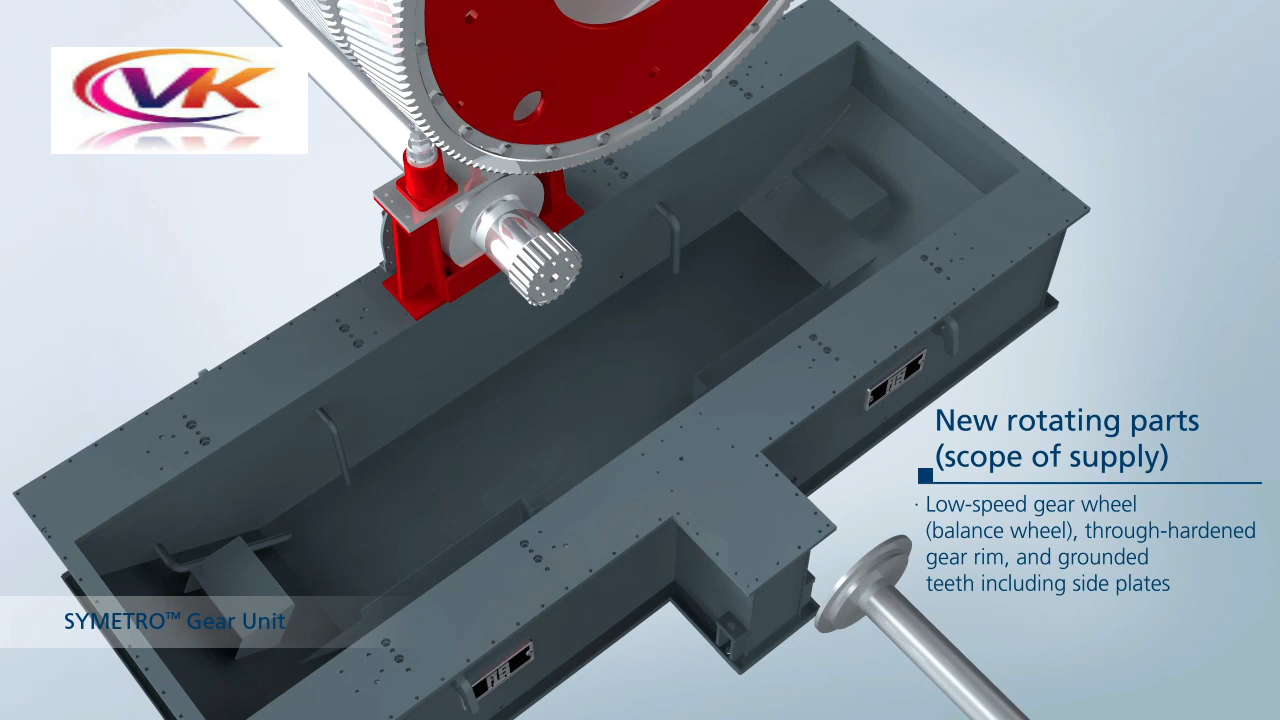 VK
New rotating parts
(scope of supply)
· Low-speed gear wheel
(balance wheel), through-hardened
gear rim, and grounded
teeth including side plates
SYMETRO™ Gear Unit